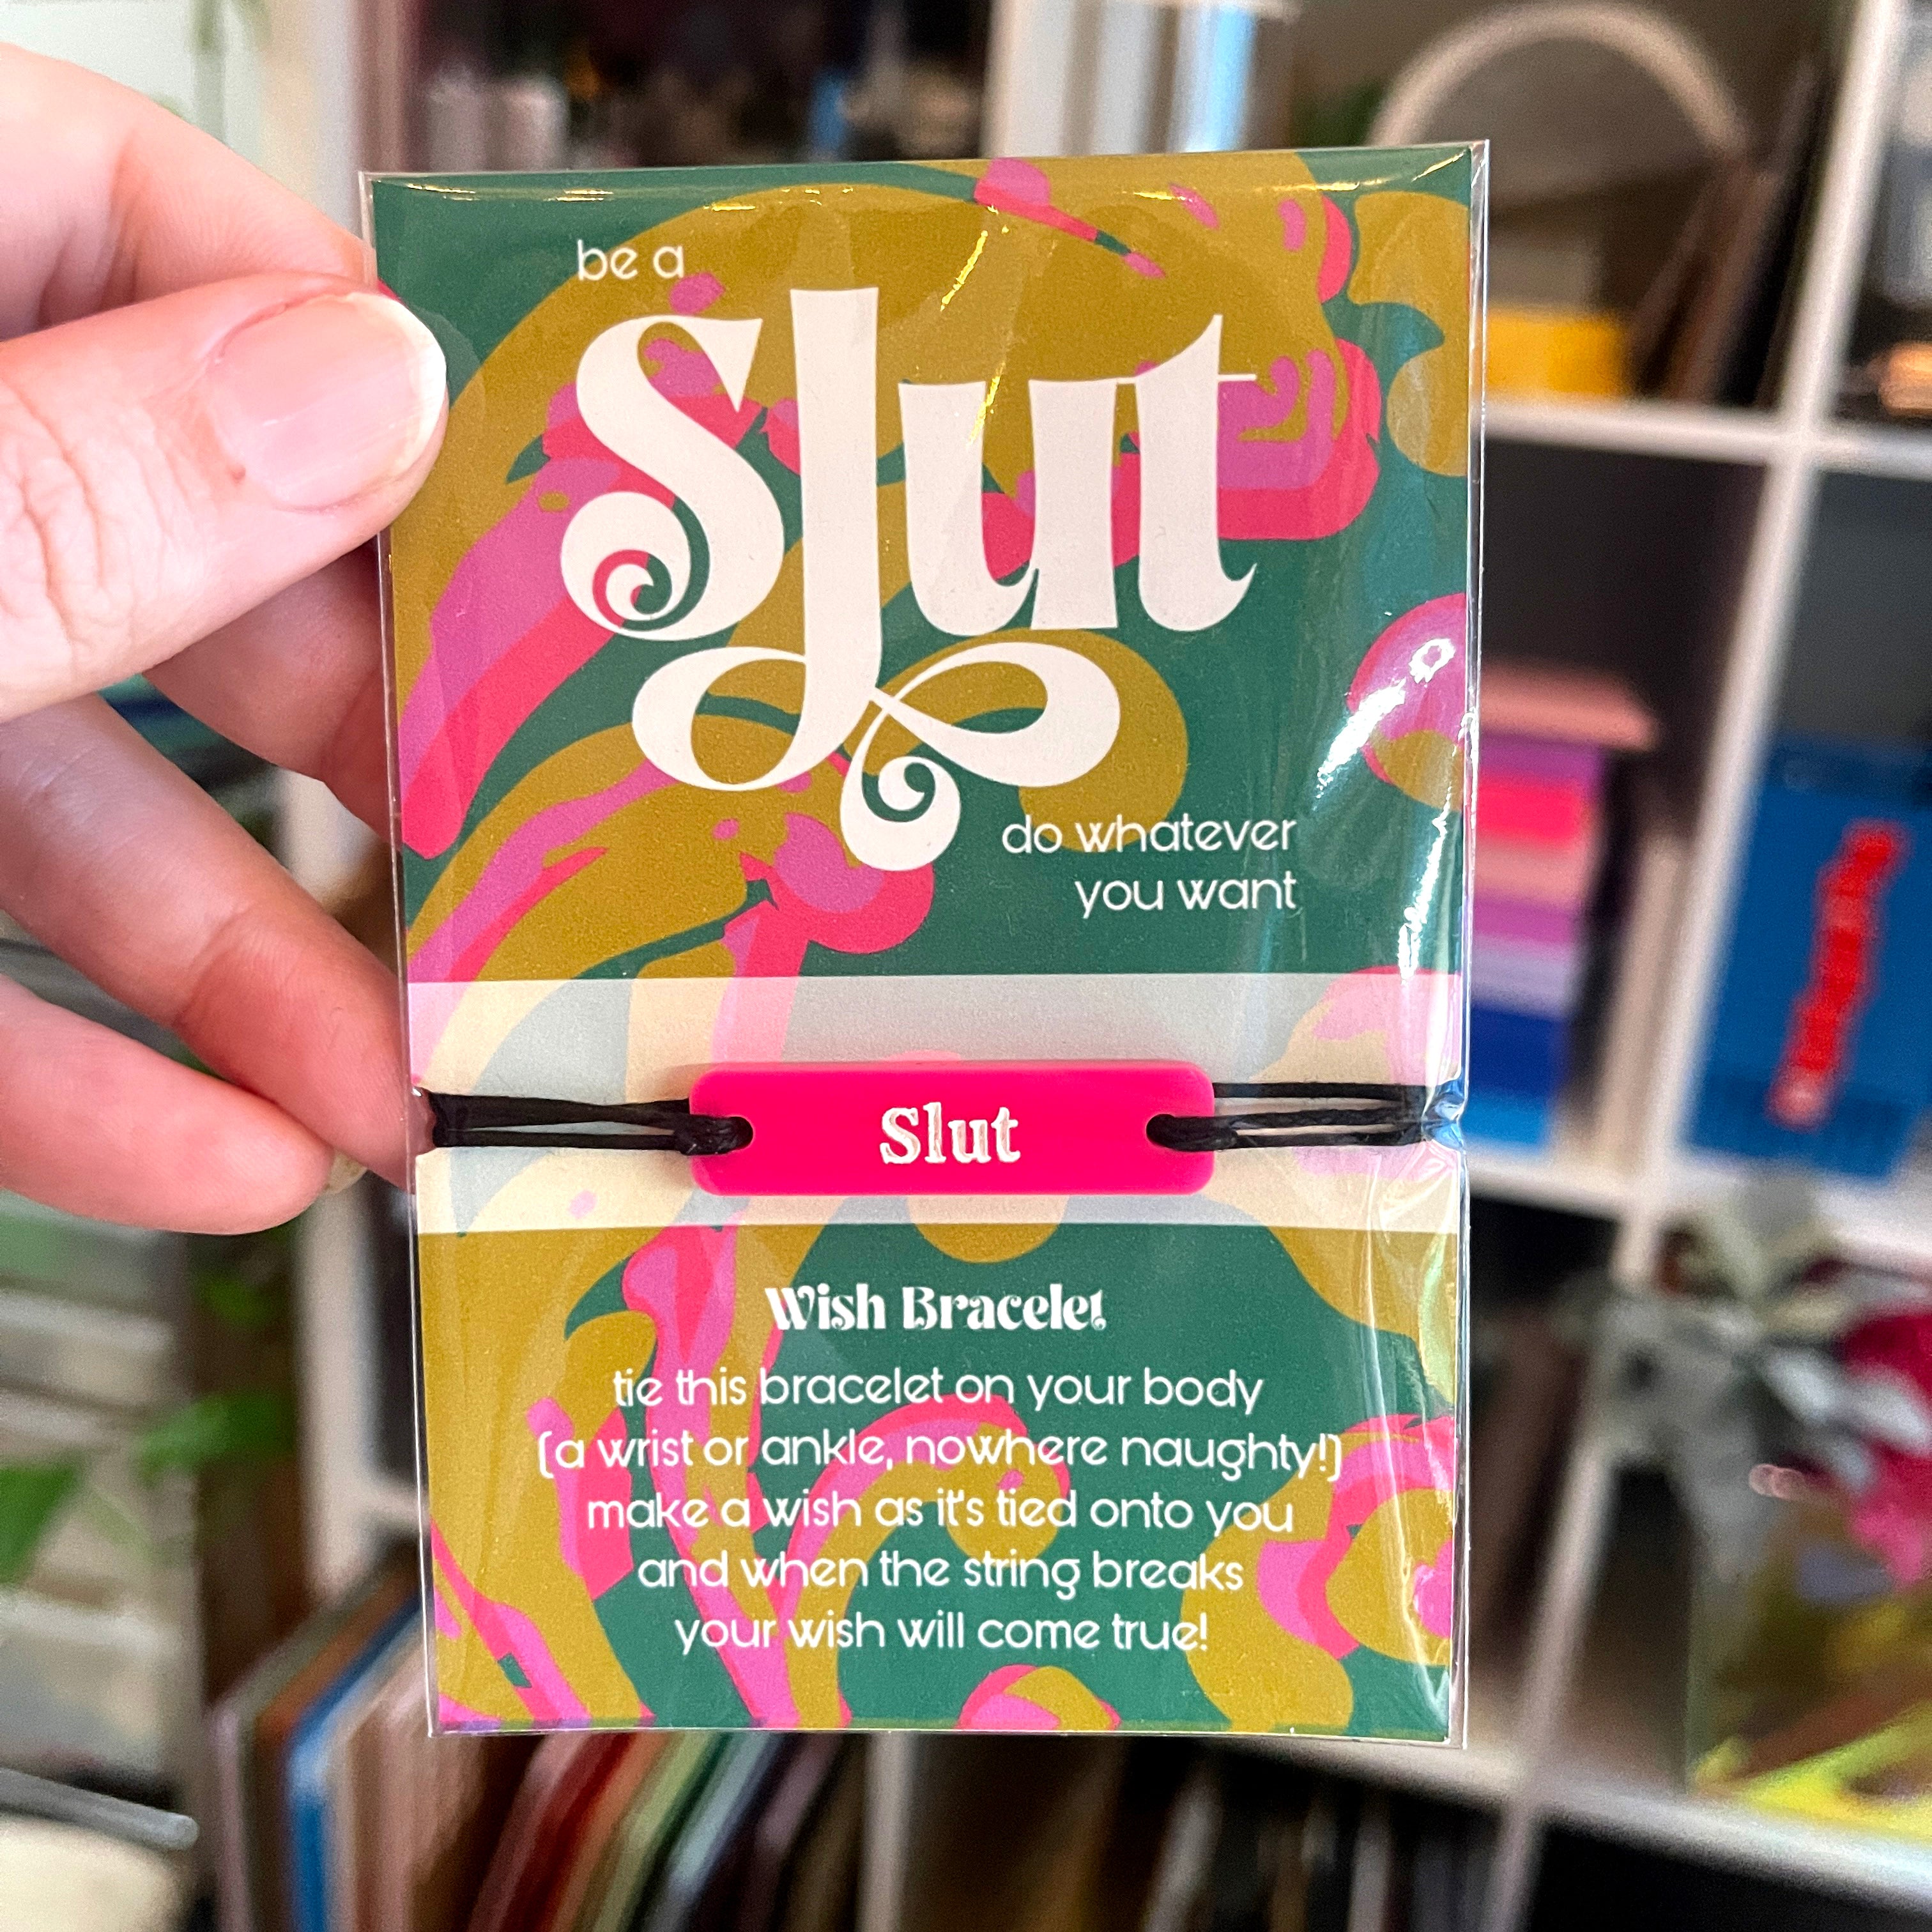 be a
Slut
do whatever
you want
Slut
Wish Bracelet
tie this bracelet on your body
(a wrist or ankle, nowhere naughty!)
make a wish as it's tied onto you
and when the string breaks
your wish will come true!